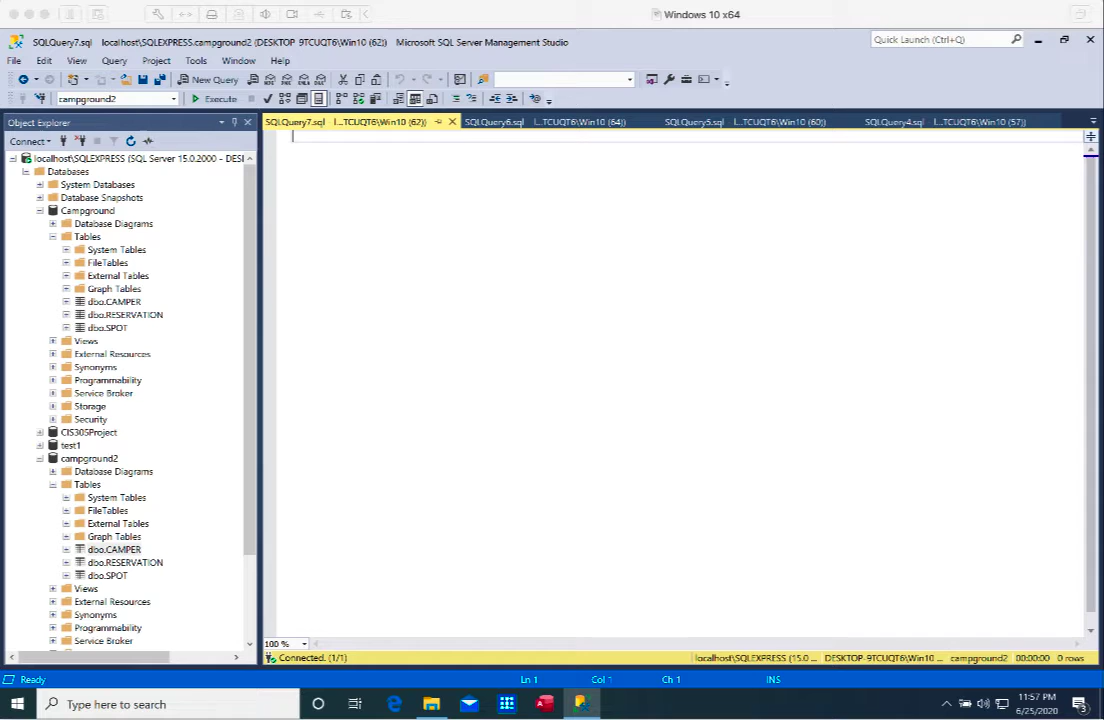 Windows 10 x64
SQLQuery7.sql localhost\SQLEXPRESS.campground2 (DESKTOP-9TCUQT6\Win10 (62)) Microsoft SQL Server Management Studio
Quick Launch (Ctrl+Q)
File Edit View Query Project Tools Window Help
New Query
campground2 Execute
Object Explorer
SQLQuery7.sql l...TCUQT6\Win10 (62)) SQLQuery6.sql l...TCUQT6\Win10 (64)) SQLQuery5.sql l...TCUQT6\Win10 (60)) SQLQuery4.sql l...TCUQT6\Win10 (57))
Connect
localhost\SQLEXPRESS (SQL Server 15.0.2000 - DESI
Databases
System Databases
Database Snapshots
Campground
Database Diagrams
Tables
System Tables
FileTables
External Tables
Graph Tables
dbo.CAMPER
dbo.RESERVATION
dbo.SPOT
Views
External Resources
Synonyms
Programmability
Service Broker
Storage
Security
CIS305Project
test1
campground2
Database Diagrams
Tables
System Tables
FileTables
External Tables
Graph Tables
dbo.CAMPER
dbo.RESERVATION
dbo.SPOT
Views
External Resources
Synonyms
Programmability
Service Broker
100 %
Connected. (1/1) localhost\SQLEXPRESS (15.0 ... DESKTOP-9TCUQT6\Win10 ... campground2 00:00:00 0 rows
Ready Ln 1 Col 1 Ch 1 INS
Type here to search
11:57 PM
6/25/2020
3